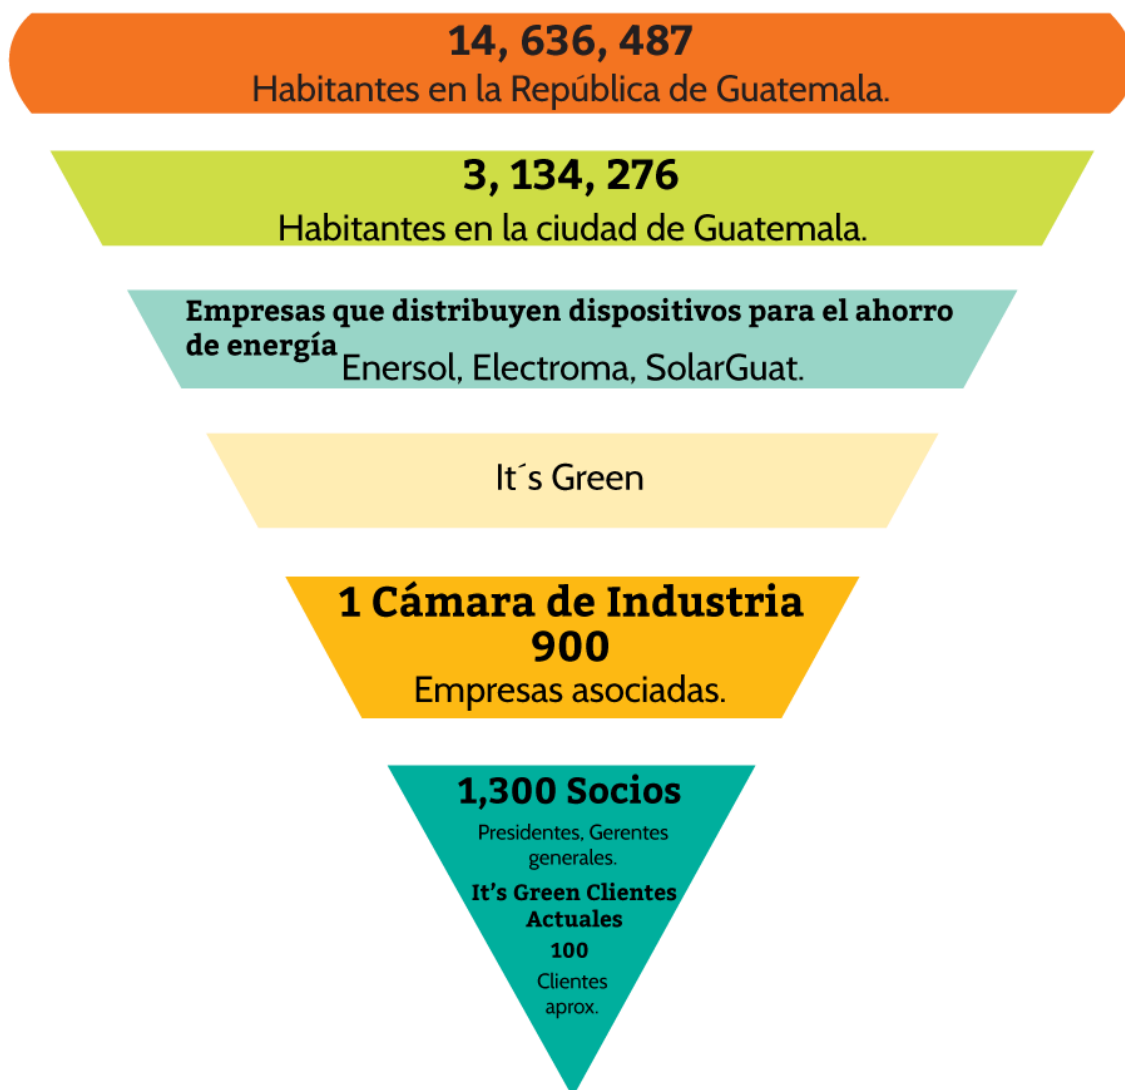 14, 636, 487
Habitantes en la República de Guatemala.
3, 134, 276
Habitantes en la ciudad de Guatemala.
Empresas que distribuyen dispositivos para el ahorro
de energía
Enersol, Electroma, SolarGuat.
It´s Green
1 Cámara de Industria
900
Empresas asociadas.
1,300 Socios
Presidentes, Gerentes
generales.
It’s Green Clientes
Actuales
100
Clientes
aprox.